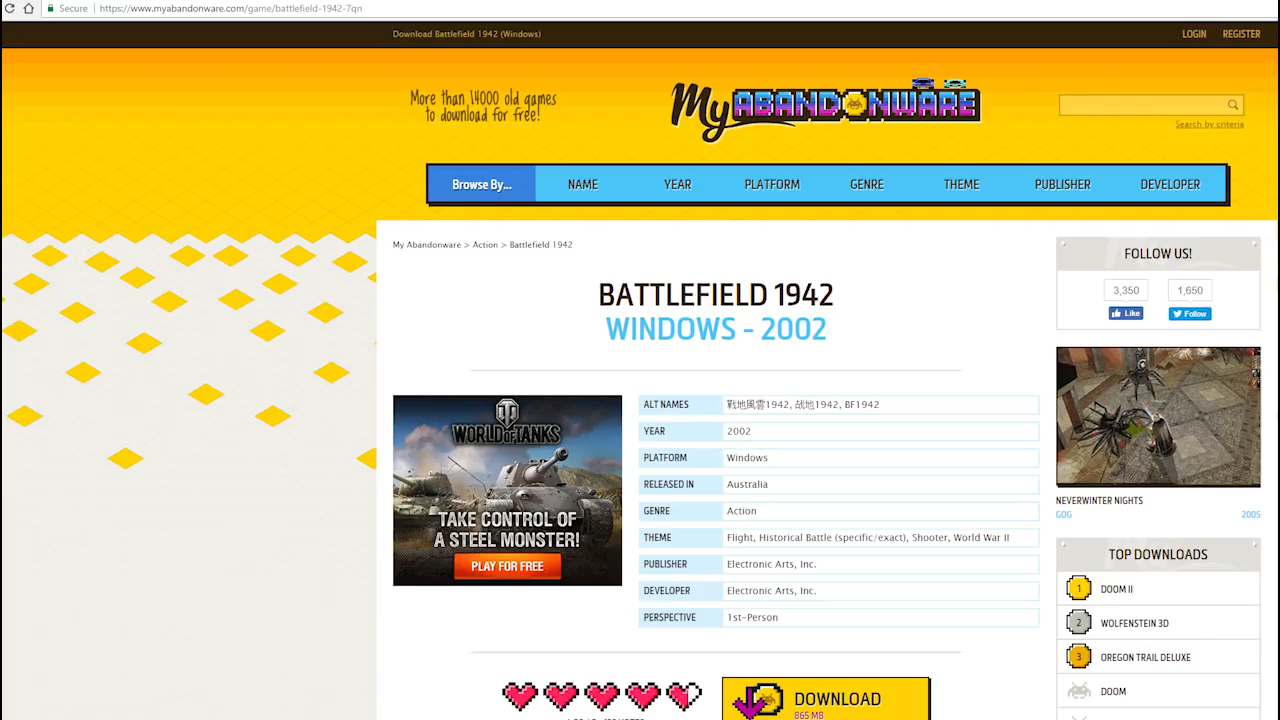 Secure
https://www.myabandonware.com/game/battlefield-1942-7qn
Download Battlefield 1942 (Windows)
LOGIN
REGISTER
More than 14000 old games
to download for free!
My ABANDONWARE
Search by criteria
Browse By...
NAME
YEAR
PLATFORM
GENRE
THEME
PUBLISHER
DEVELOPER
My Abandonware > Action > Battlefield 1942
BATTLEFIELD 1942
WINDOWS - 2002
WORLD OF TANKS
TAKE CONTROL OF
A STEEL MONSTER!
PLAY FOR FREE
ALT NAMES 戰地風雲1942, 战地1942, BF1942
YEAR 2002
PLATFORM Windows
RELEASED IN Australia
GENRE Action
THEME Flight, Historical Battle (specific/exact), Shooter, World War II
PUBLISHER Electronic Arts, Inc.
DEVELOPER Electronic Arts, Inc.
PERSPECTIVE 1st-Person
DOWNLOAD
865 MB
FOLLOW US!
3,350
1,650
Like
Follow
NEVERWINTER NIGHTS
GOG
2005
TOP DOWNLOADS
1 DOOM II
2 WOLFENSTEIN 3D
3 OREGON TRAIL DELUXE
DOOM